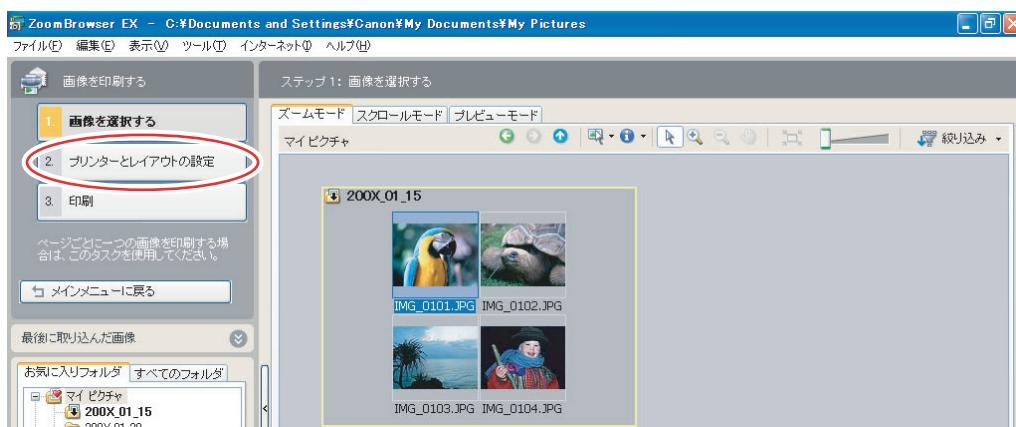 ZoomBrowser EX - C:¥Documents and Settings¥Canon¥My Documents¥My Pictures
ファイル(F) 編集(E) 表示(V) ツール(T) インターネット(I) ヘルプ(H)
画像を印刷する
ステップ1: 画像を選択する
1. 画像を選択する
2. プリンターとレイアウトの設定
3. 印刷
ページごとに一つの画像を印刷する場
合は、このタスクを使用してください。
メインメニューに戻る
最後に取り込んだ画像
お気に入りフォルダ すべてのフォルダ
マイ ピクチャ
200X_01_15
200X_01_20
ズームモード スクロールモード プレビューモード
マイ ピクチャ
絞り込み
200X_01_15
IMG_0101.JPG IMG_0102.JPG
IMG_0103.JPG IMG_0104.JPG